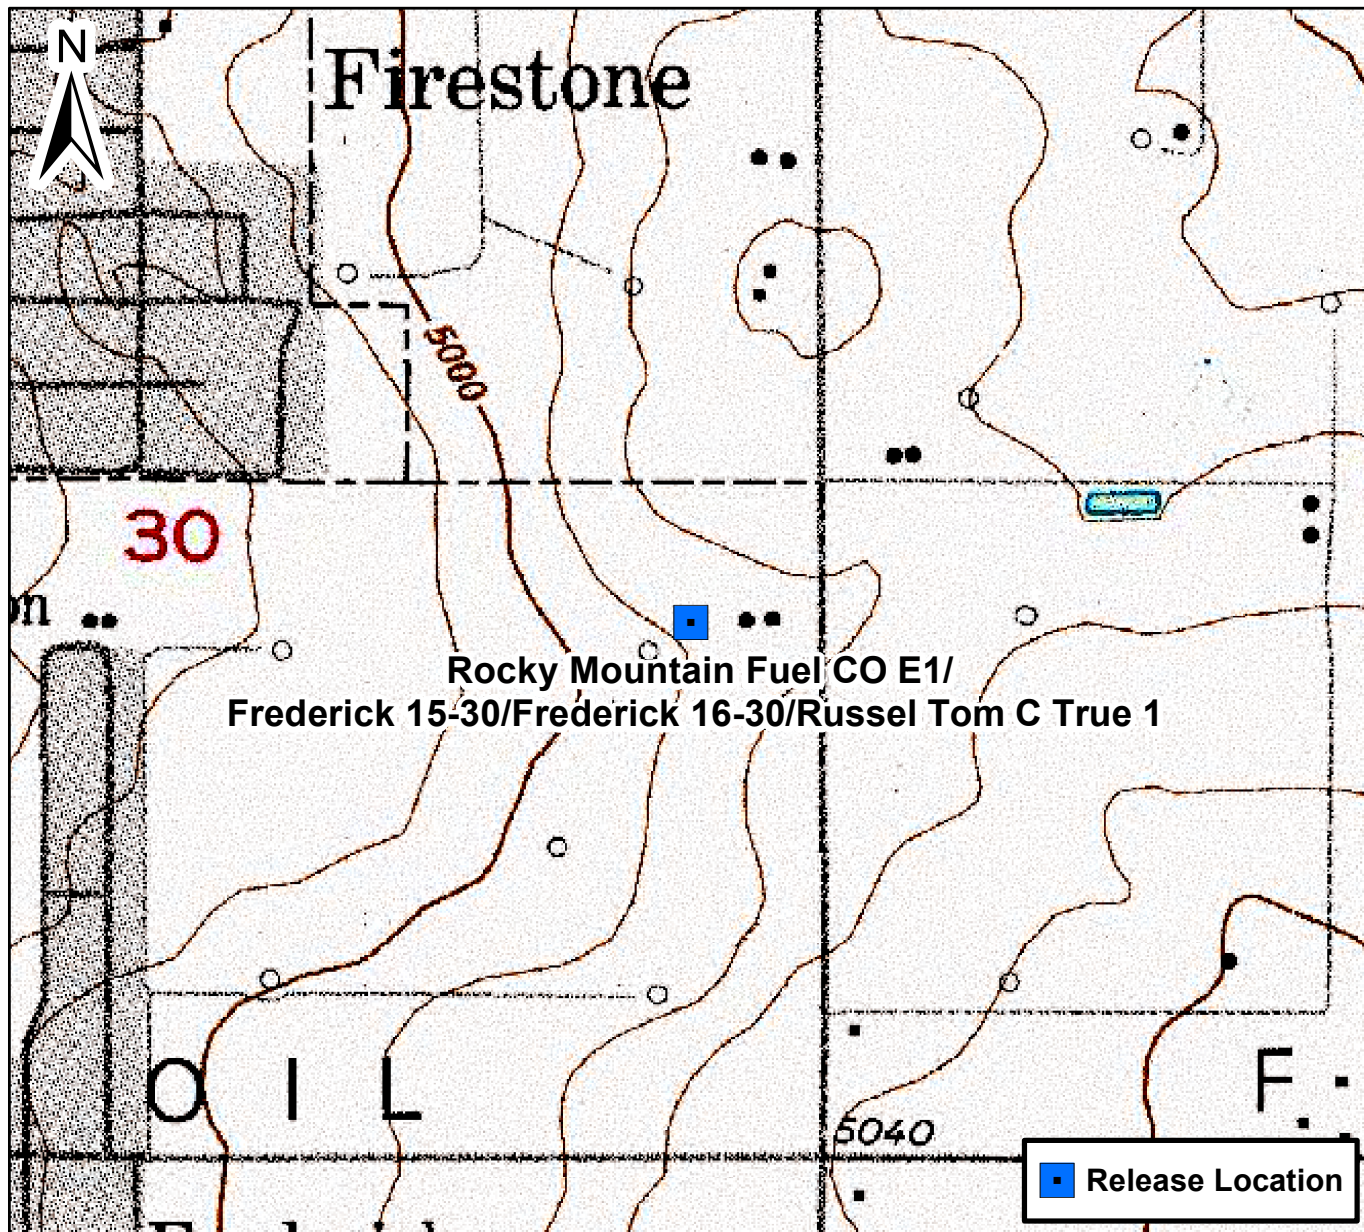 N
Firestone
5000
30
on
Rocky Mountain Fuel CO E1/
Frederick 15-30/Frederick 16-30/Russel Tom C True 1
O I L
F
5040
Release Location